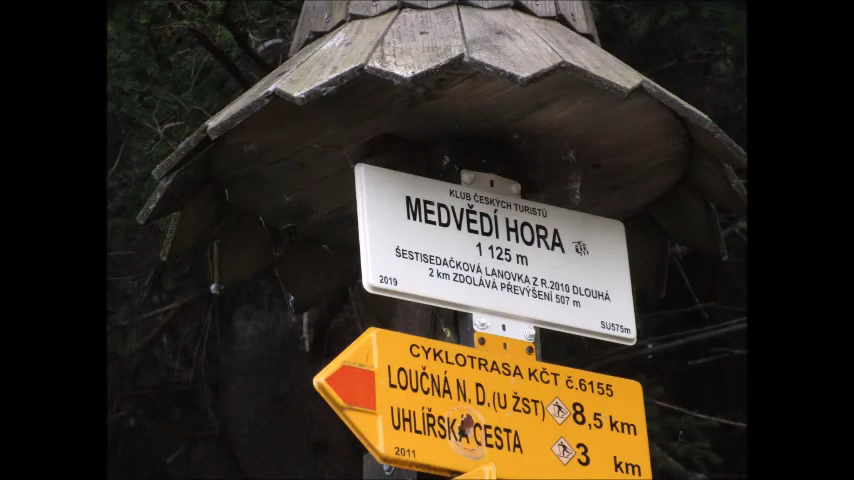 KLUB ČESKÝCH TURISTŮ
MEDVĚDÍ HORA
1 125 m
ŠESTISEDAČKOVÁ LANOVKA Z R.2010 DLOUHÁ
2 km ZDOLÁVÁ PŘEVÝŠENÍ 507 m
2019
SU575m
CYKLOTRASA KČT č.6155
LOUČNÁ N. D.(U ŽST) 8,5 km
UHLÍŘSKÁ CESTA 3 km
2011